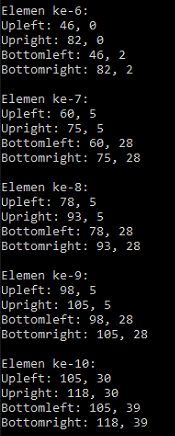 Elemen ke-6:
Upleft: 46, 0
Upright: 82, 0
Bottomleft: 46, 2
Bottomright: 82, 2
Elemen ke-7:
Upleft: 60, 5
Upright: 75, 5
Bottomleft: 60, 28
Bottomright: 75, 28
Elemen ke-8:
Upleft: 78, 5
Upright: 93, 5
Bottomleft: 78, 28
Bottomright: 93, 28
Elemen ke-9:
Upleft: 98, 5
Upright: 105, 5
Bottomleft: 98, 28
Bottomright: 105, 28
Elemen ke-10:
Upleft: 105, 30
Upright: 118, 30
Bottomleft: 105, 39
Bottomright: 118, 39